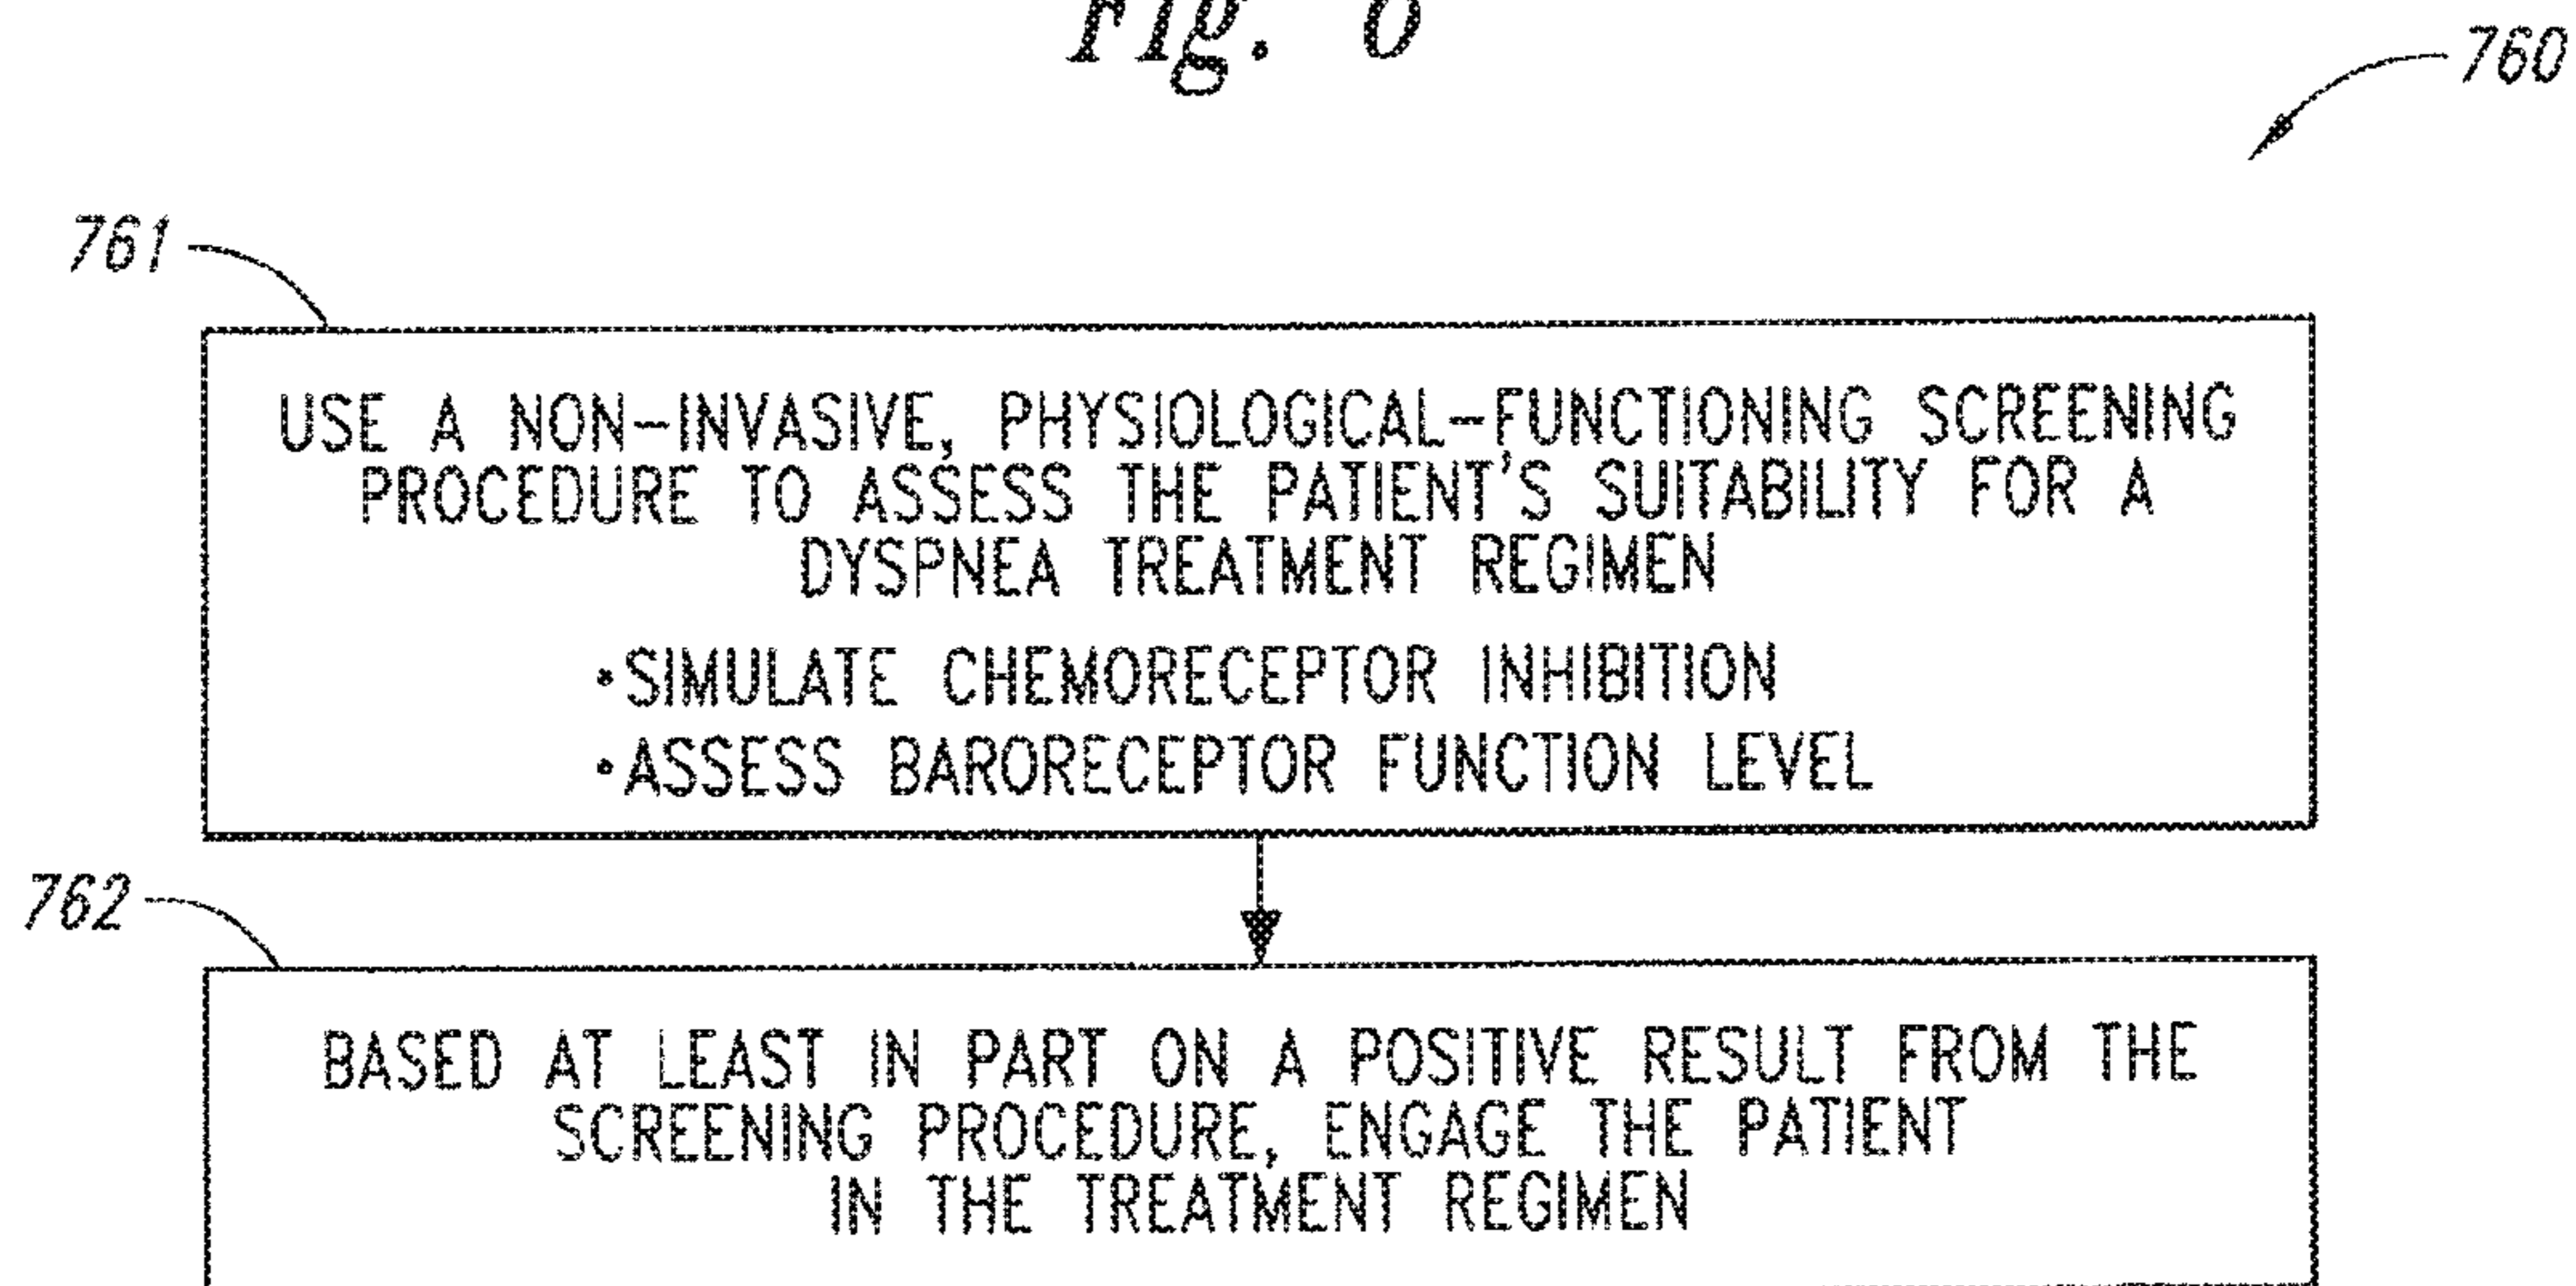 Fig.
760
761
USE A NON-INVASIVE, PHYSIOLOGICAL-FUNCTIONING SCREENING
PROCEDURE TO ASSESS THE PATIENT'S SUITABILITY FOR A
DYSPNEA TREATMENT REGIMEN
•SIMULATE CHEMORECEPTOR INHIBITION
•ASSESS BARORECEPTOR FUNCTION LEVEL
762
BASED AT LEAST IN PART ON A POSITIVE RESULT FROM THE
SCREENING PROCEDURE, ENGAGE THE PATIENT
IN THE TREATMENT REGIMEN